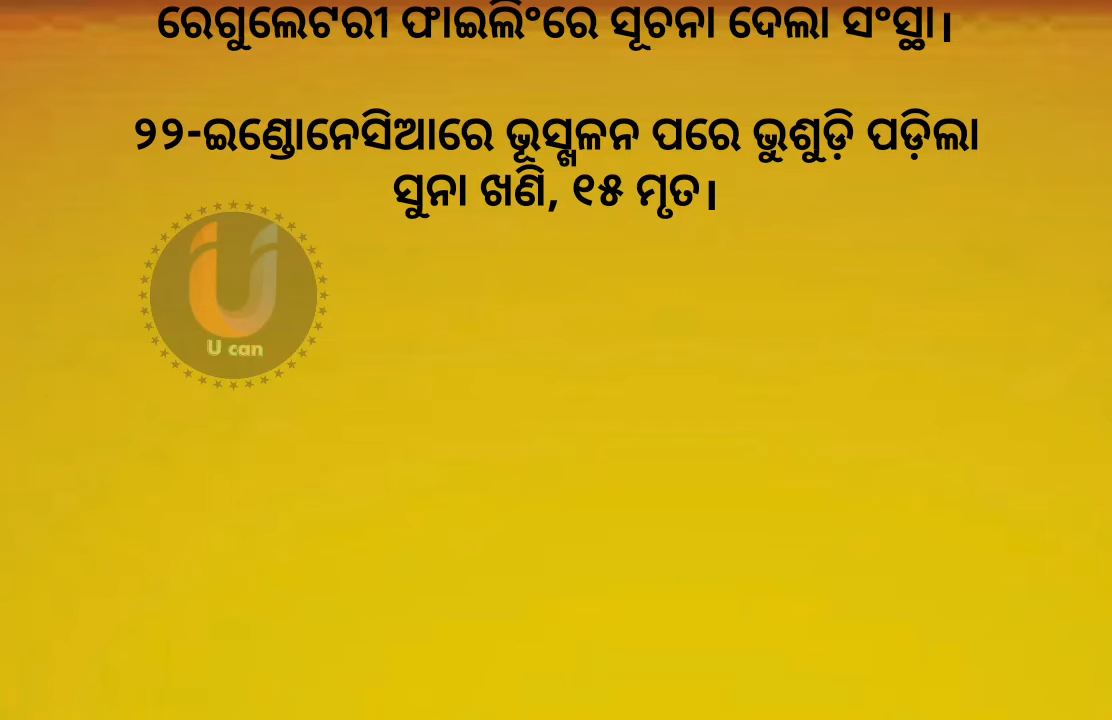 ରେଗୁଲେଟରୀ ଫାଇଲିଂରେ ସୂଚନା ଦେଲା ସଂସ୍ଥା।
୨୨-ଇଣ୍ଡୋନେସିଆରେ ଭୂସ୍ଖଳନ ପରେ ଭୁଶୁଡ଼ି ପଡ଼ିଲା
ସୁନା ଖଣି, ୧୫ ମୃତ।
U can